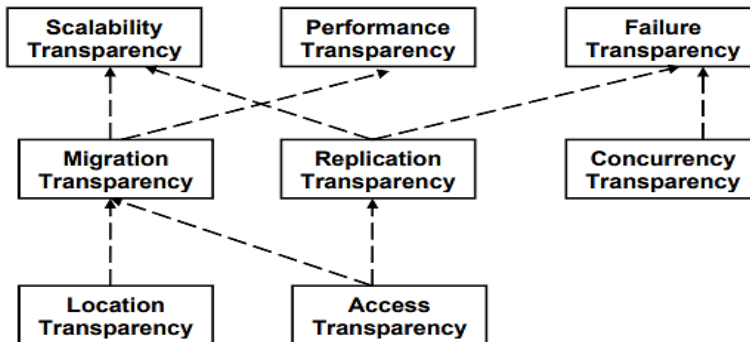 Scalability
Transparency
Performance
Transparency
Failure
Transparency
Migration
Transparency
Replication
Transparency
Concurrency
Transparency
Location
Transparency
Access
Transparency